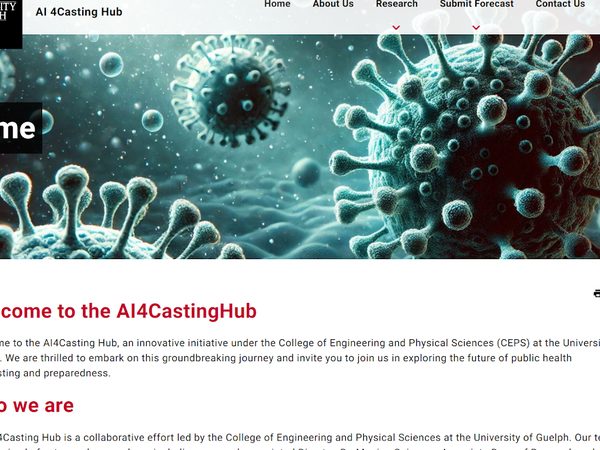 AI 4Casting Hub
Home About Us Research Submit Forecast Contact Us
me
come to the AI4CastingHub
me to the AI4Casting Hub, an innovative initiative under the College of Engineering and Physical Sciences (CEPS) at the Universi
. We are thrilled to embark on this groundbreaking journey and invite you to join us in exploring the future of public health
sting and preparedness.
o we are
4Casting Hub is a collaborative effort led by the College of Engineering and Physical Sciences at the University of Guelph. Our te